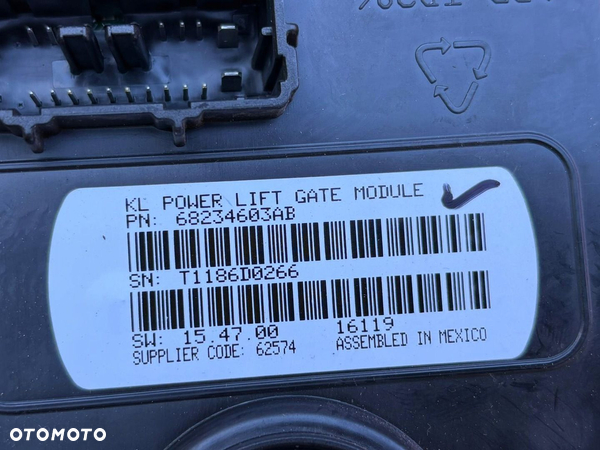 KL POWER LIFT GATE MODULE
PN: 68234603AB
SN: T1186D0266
SW: 15.47.00 16119
SUPPLIER CODE: 62574 ASSEMBLED IN MEXICO
OTOMOTO